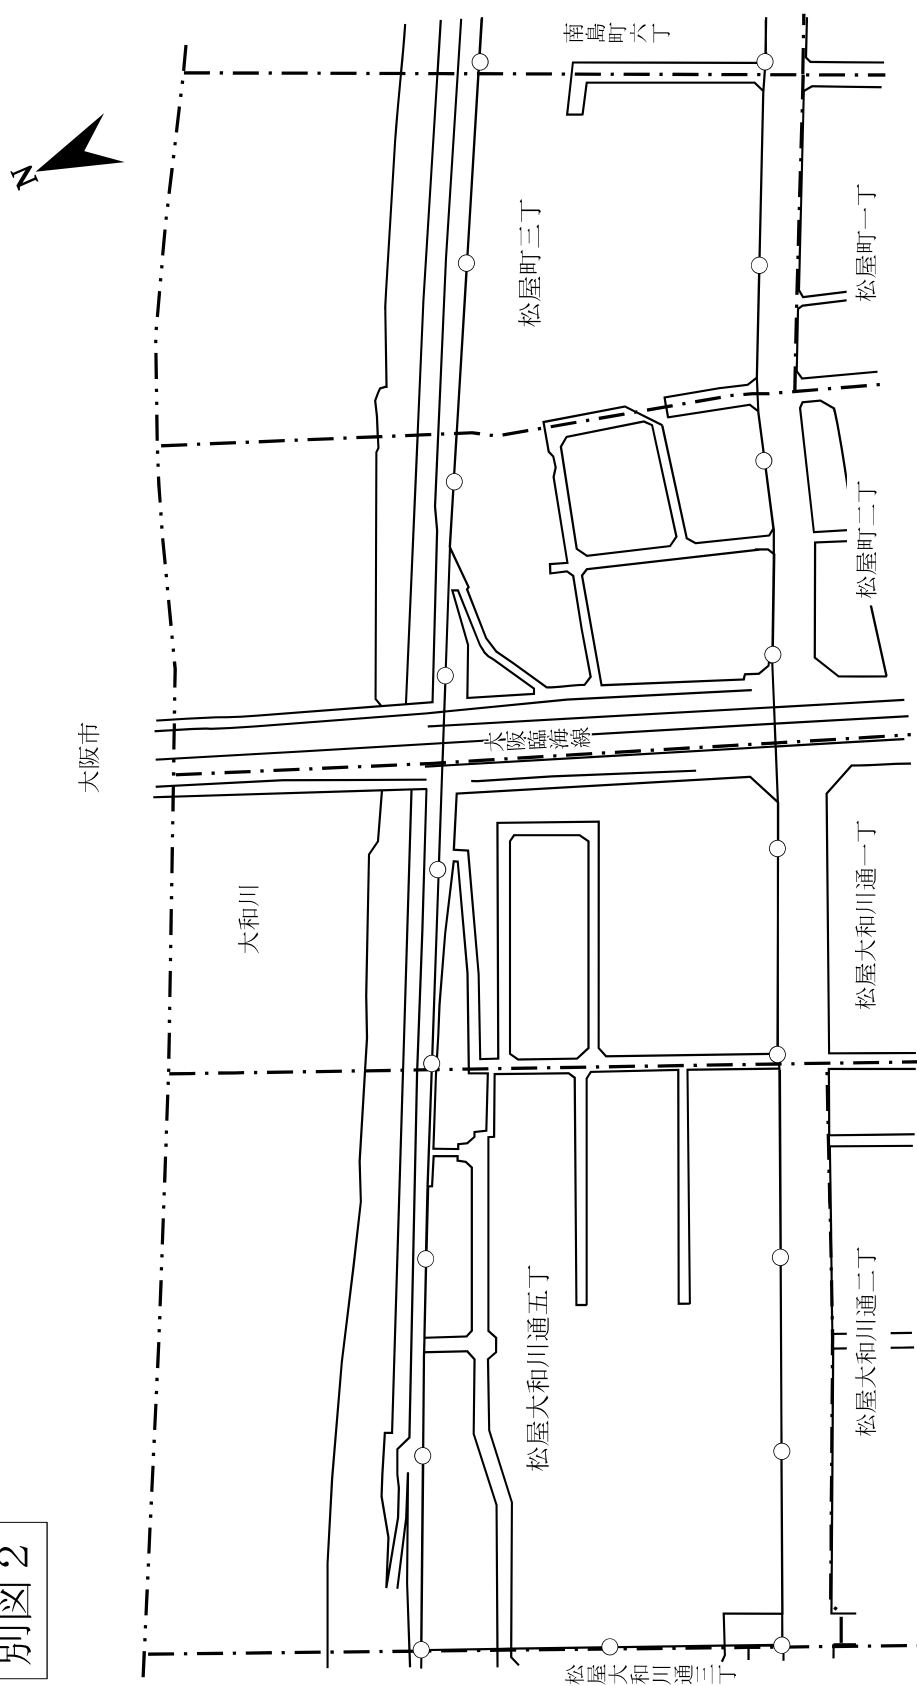 別図2
大阪市
N
大和川
大阪臨海線
南島町六丁
松屋町三丁
松屋町一丁
松屋町二丁
松屋大和川通一丁
松屋大和川通五丁
松屋大和川通二丁
松屋大和川通三丁